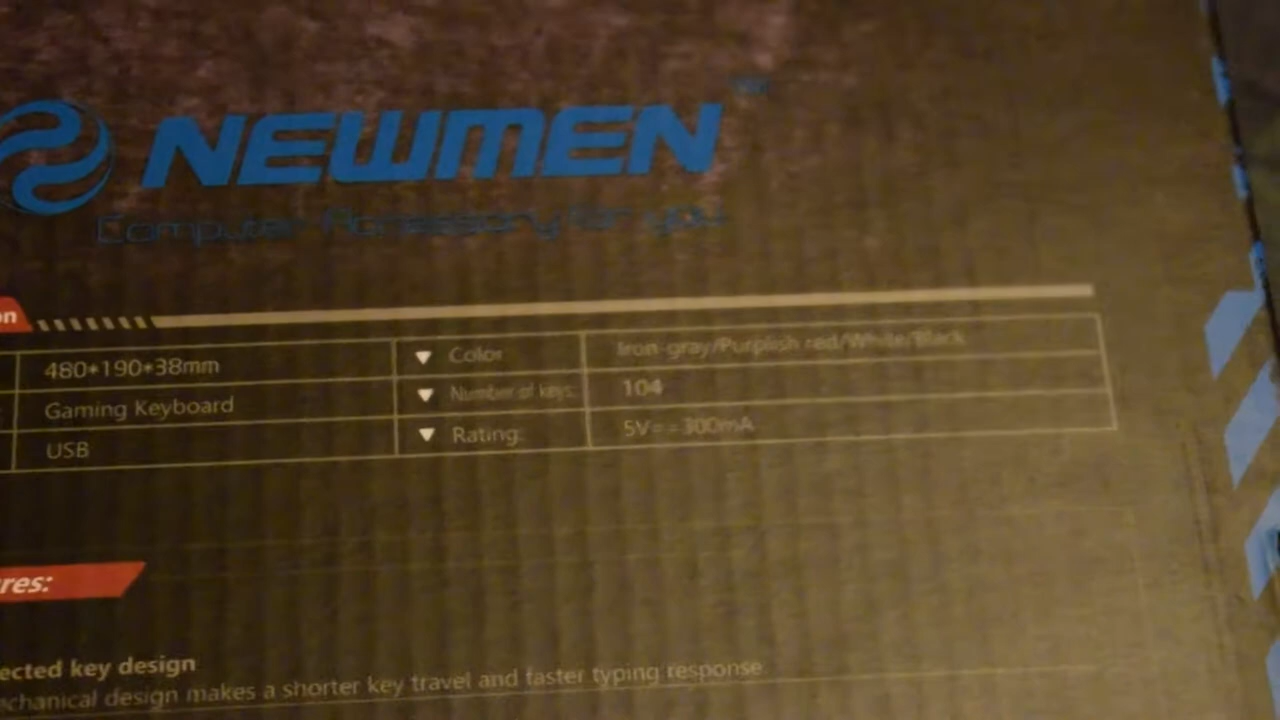 NEWMEN
Computer Accessory for you
on
480*190*38mm ▼ Color Iron-gray/Purplish red/White/Black
Gaming Keyboard ▼ Number of keys: 104
USB ▼ Rating: 5V==300mA
res:
ected key design
chanical design makes a shorter key travel and faster typing response